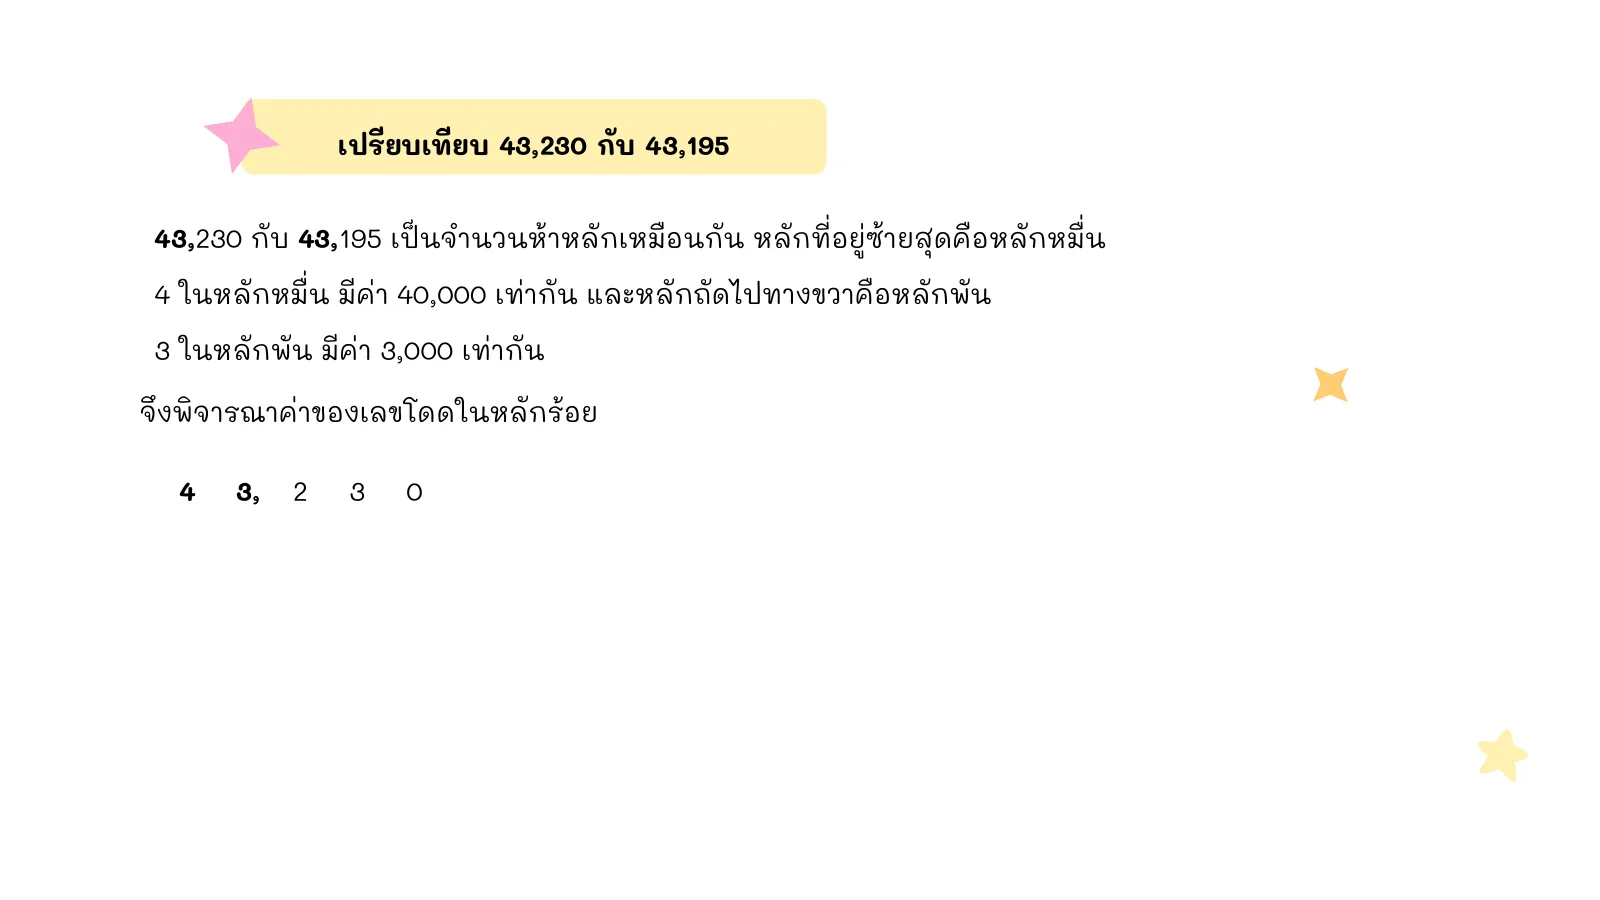 เปรียบเทียบ 43,230 กับ 43,195
43,230 กับ 43,195 เป็นจำนวนห้าหลักเหมือนกัน หลักที่อยู่ซ้ายสุดคือหลักหมื่น
4 ในหลักหมื่น มีค่า 40,000 เท่ากัน และหลักถัดไปทางขวาคือหลักพัน
3 ในหลักพัน มีค่า 3,000 เท่ากัน
จึงพิจารณาค่าของเลขโดดในหลักร้อย
4 3, 2 3 0